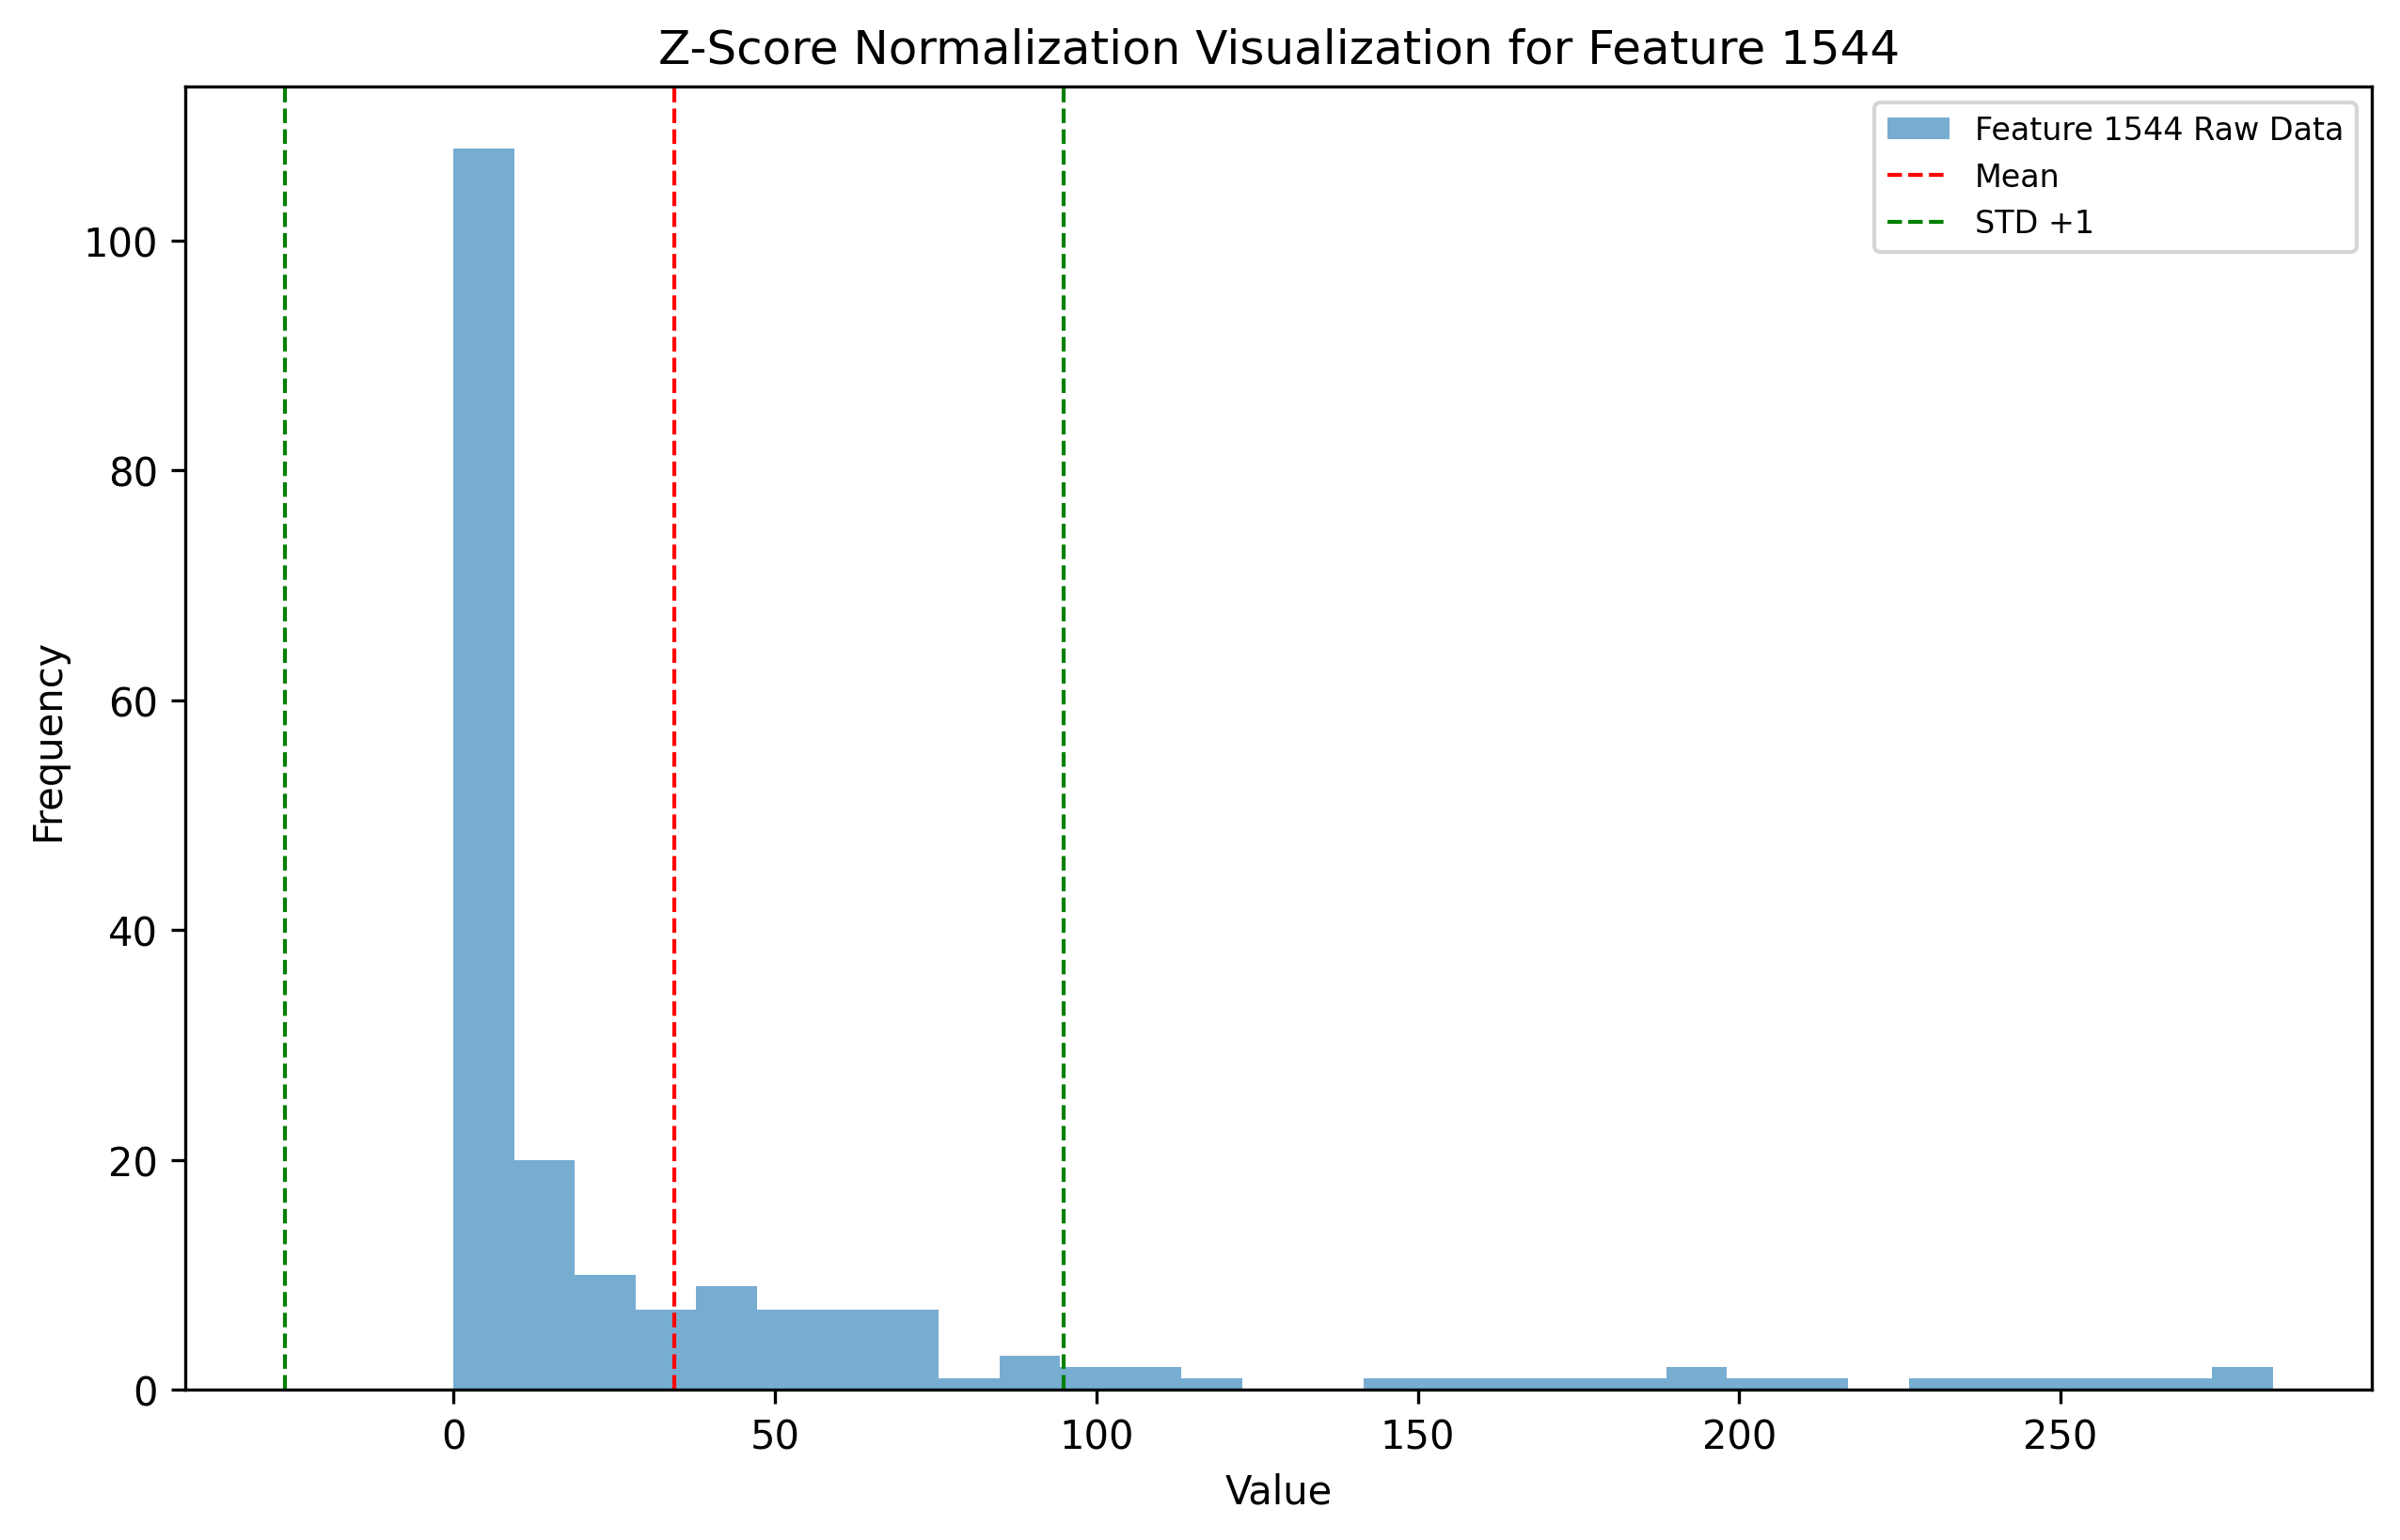 Z-Score Normalization Visualization for Feature 1544
Feature 1544 Raw Data
Mean
STD +1
Frequency
100
80
60
40
20
0
0
50
100
150
200
250
Value